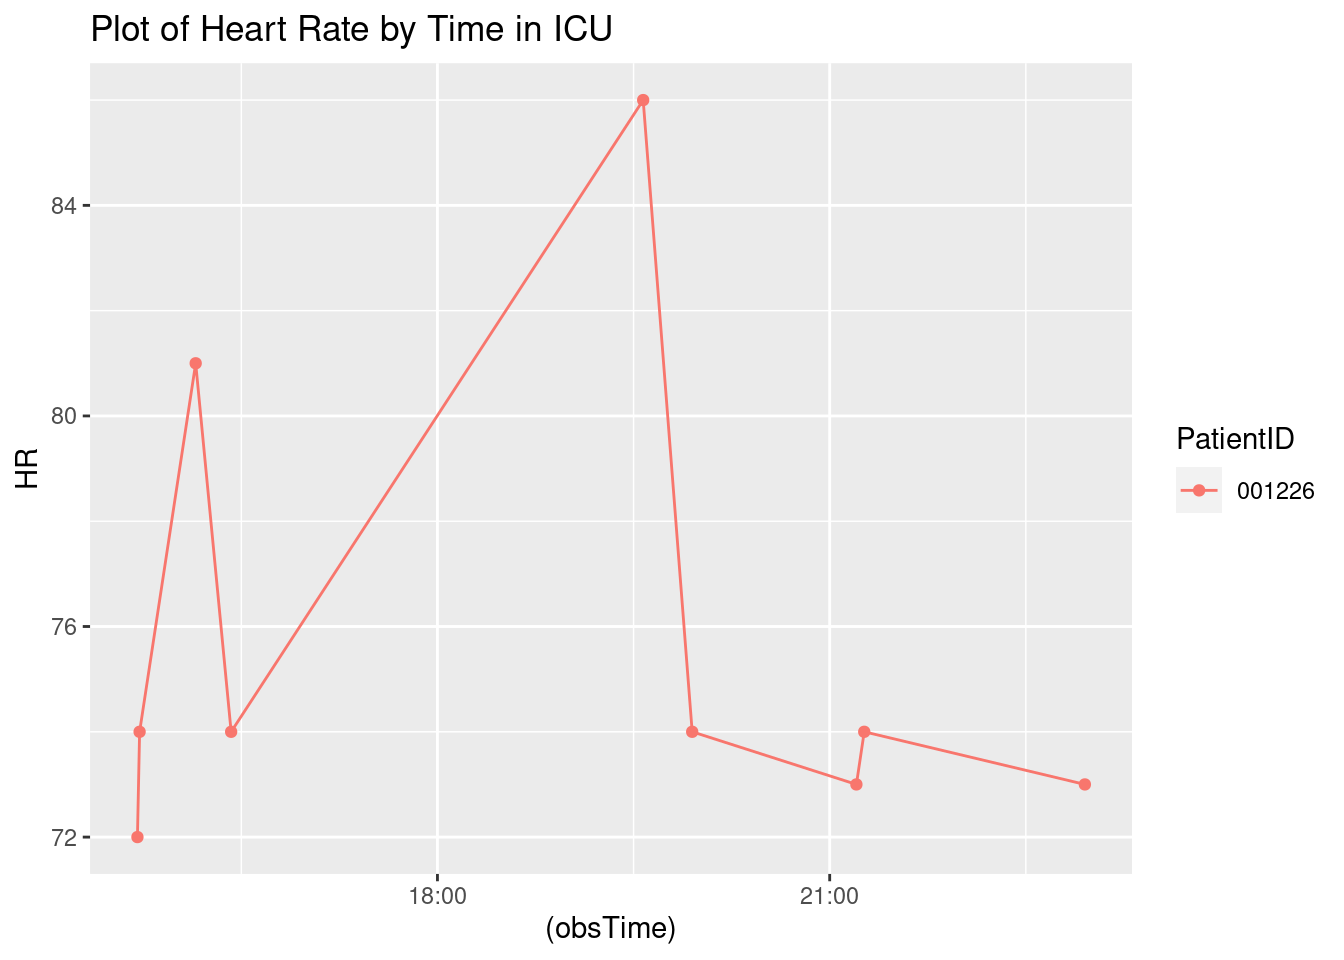 Plot of Heart Rate by Time in ICU
84
80
76
72
HR
18:00
21:00
(obsTime)
PatientID
001226